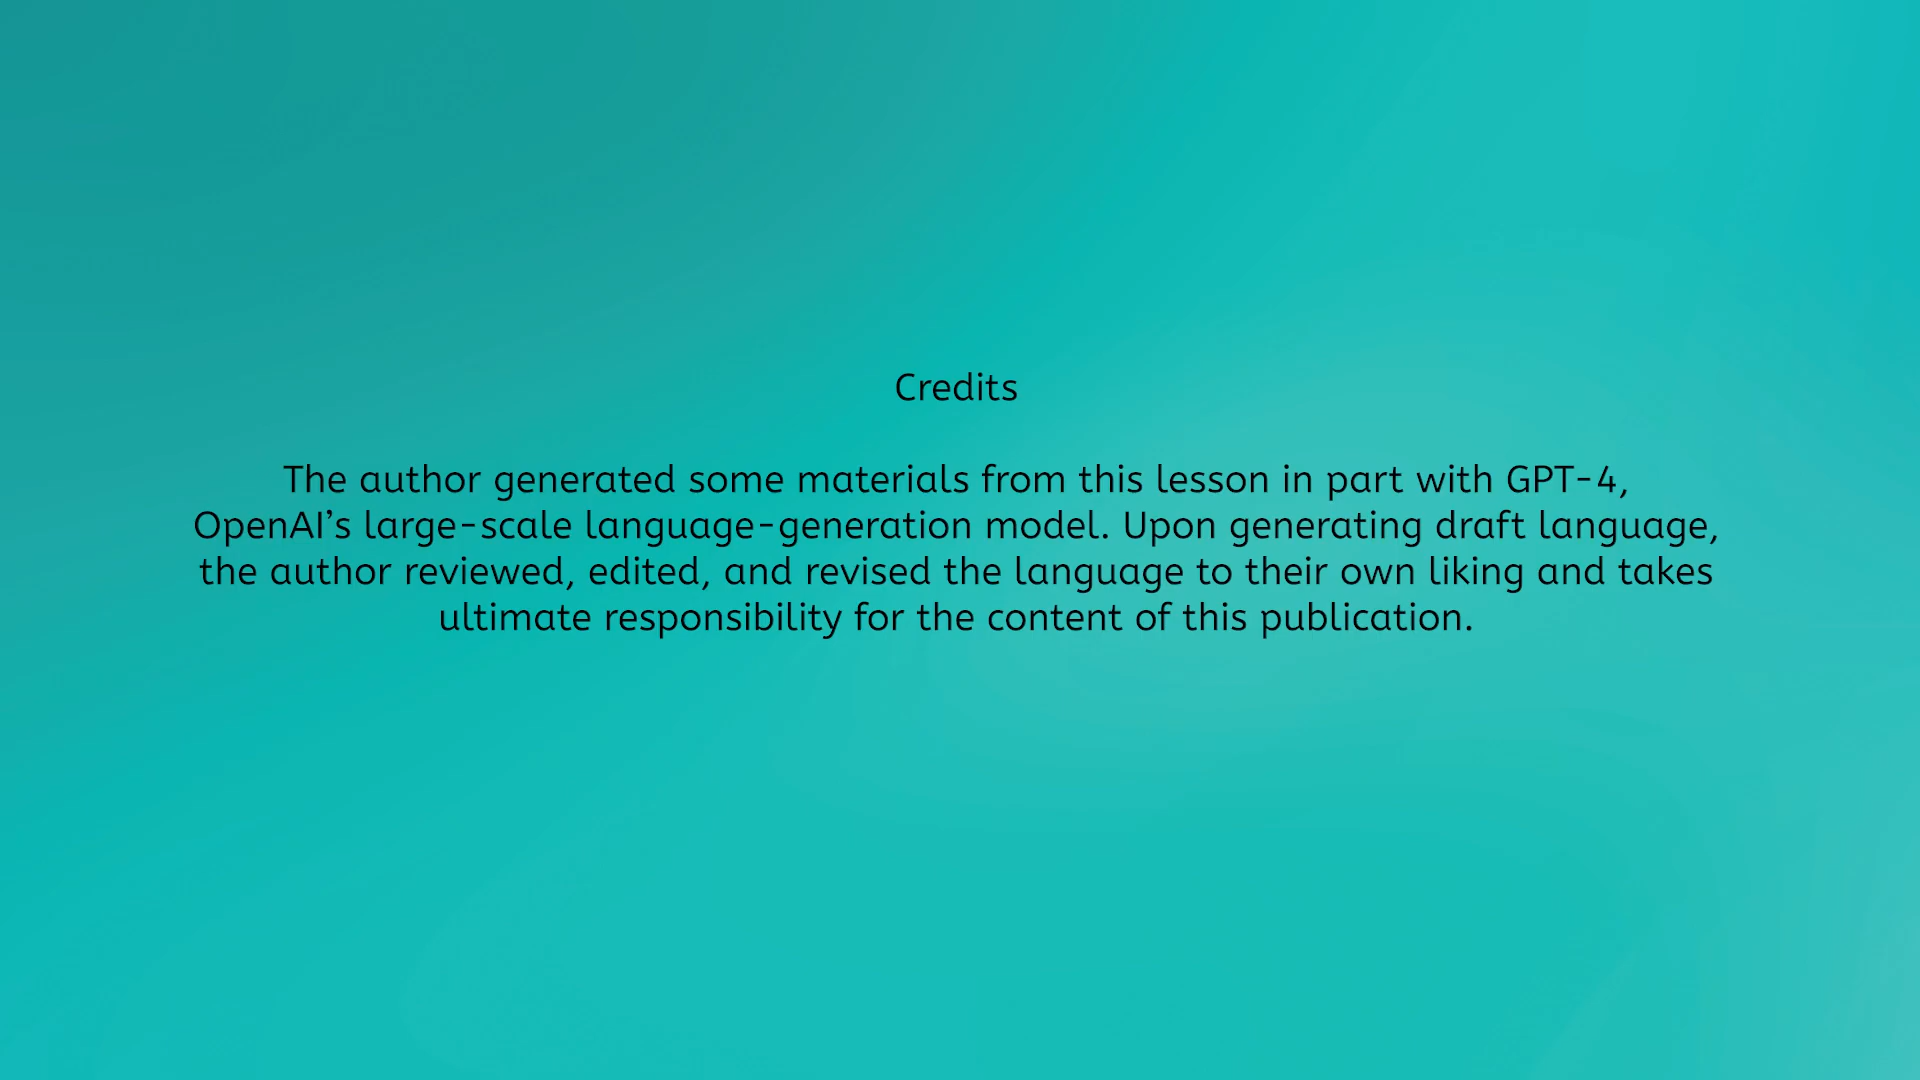 Credits
The author generated some materials from this lesson in part with GPT-4,
OpenAI’s large-scale language-generation model. Upon generating draft language,
the author reviewed, edited, and revised the language to their own liking and takes
ultimate responsibility for the content of this publication.